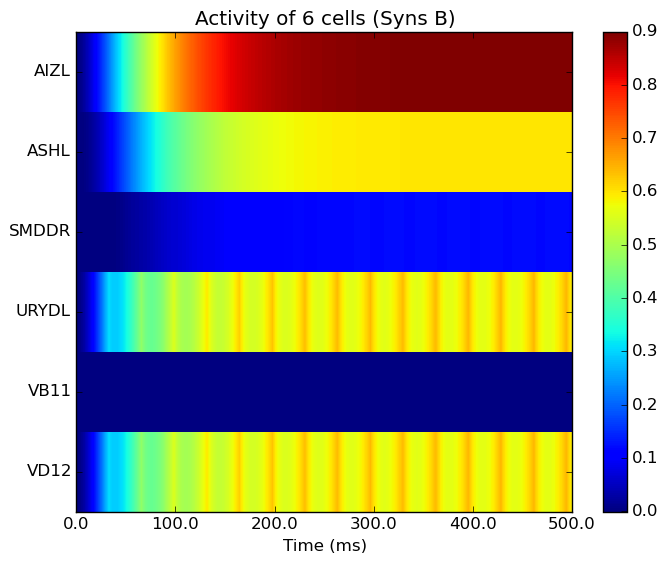 Activity of 6 cells (Syns B)
AIZL
ASHL
SMDDR
URYDL
VB11
VD12
0.0 100.0 200.0 300.0 400.0 500.0
Time (ms)
0.9
0.8
0.7
0.6
0.5
0.4
0.3
0.2
0.1
0.0